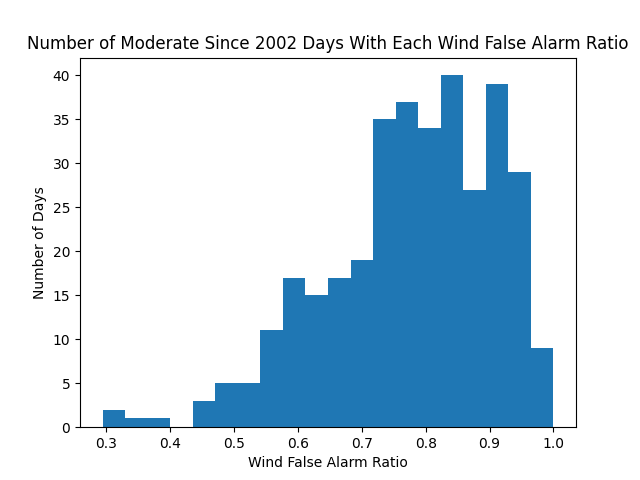 Number of Moderate Since 2002 Days With Each Wind False Alarm Ratio
40
35
30
25
20
15
10
5
0
Number of Days
0.3 0.4 0.5 0.6 0.7 0.8 0.9 1.0
Wind False Alarm Ratio